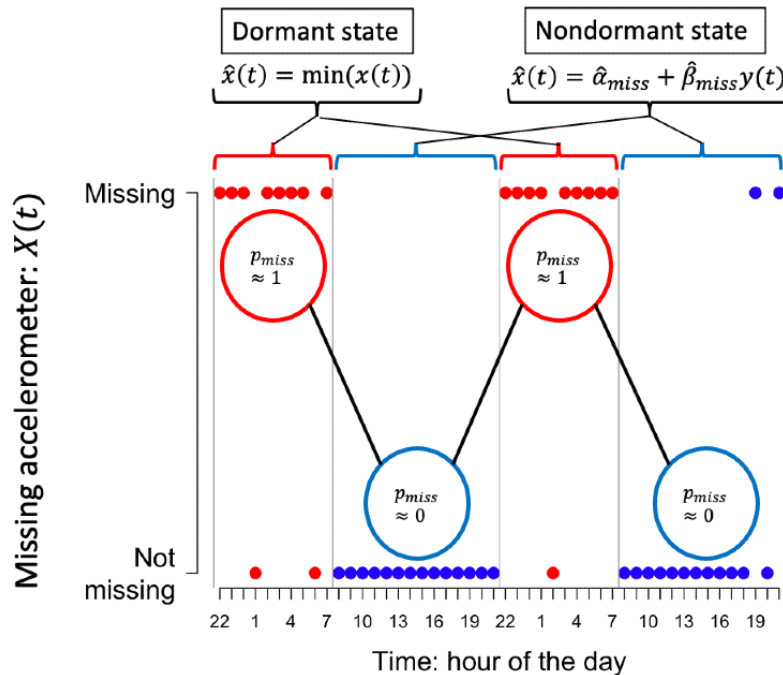 Dormant state
Nondormant state
x̂(t) = min(x(t))
x̂(t) = α̂_miss + β̂_miss y(t)
Missing accelerometer: X(t)
Missing
p_miss
≈ 1
p_miss
≈ 1
p_miss
≈ 0
p_miss
≈ 0
Not
missing
22 1 4 7 10 13 16 19 22 1 4 7 10 13 16 19
Time: hour of the day